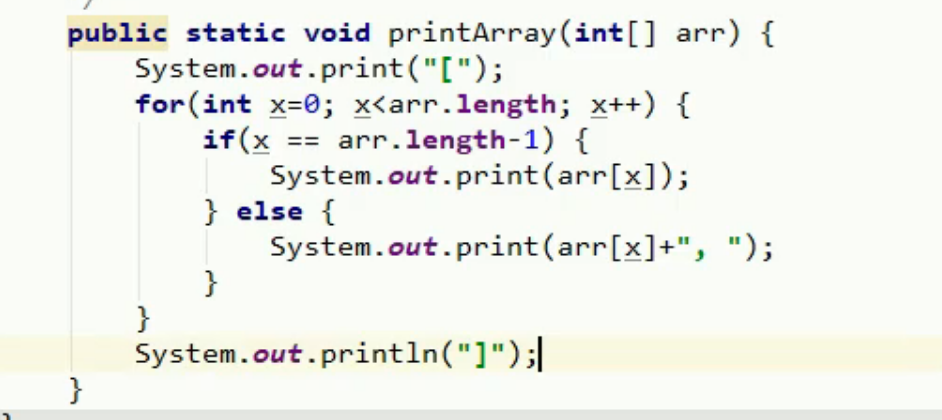 /
public static void printArray(int[] arr) {
    System.out.print("[");
    for(int x=0; x<arr.length; x++) {
        if(x == arr.length-1) {
            System.out.print(arr[x]);
        } else {
            System.out.print(arr[x]+", ");
        }
    }
    System.out.println("]");
}
}